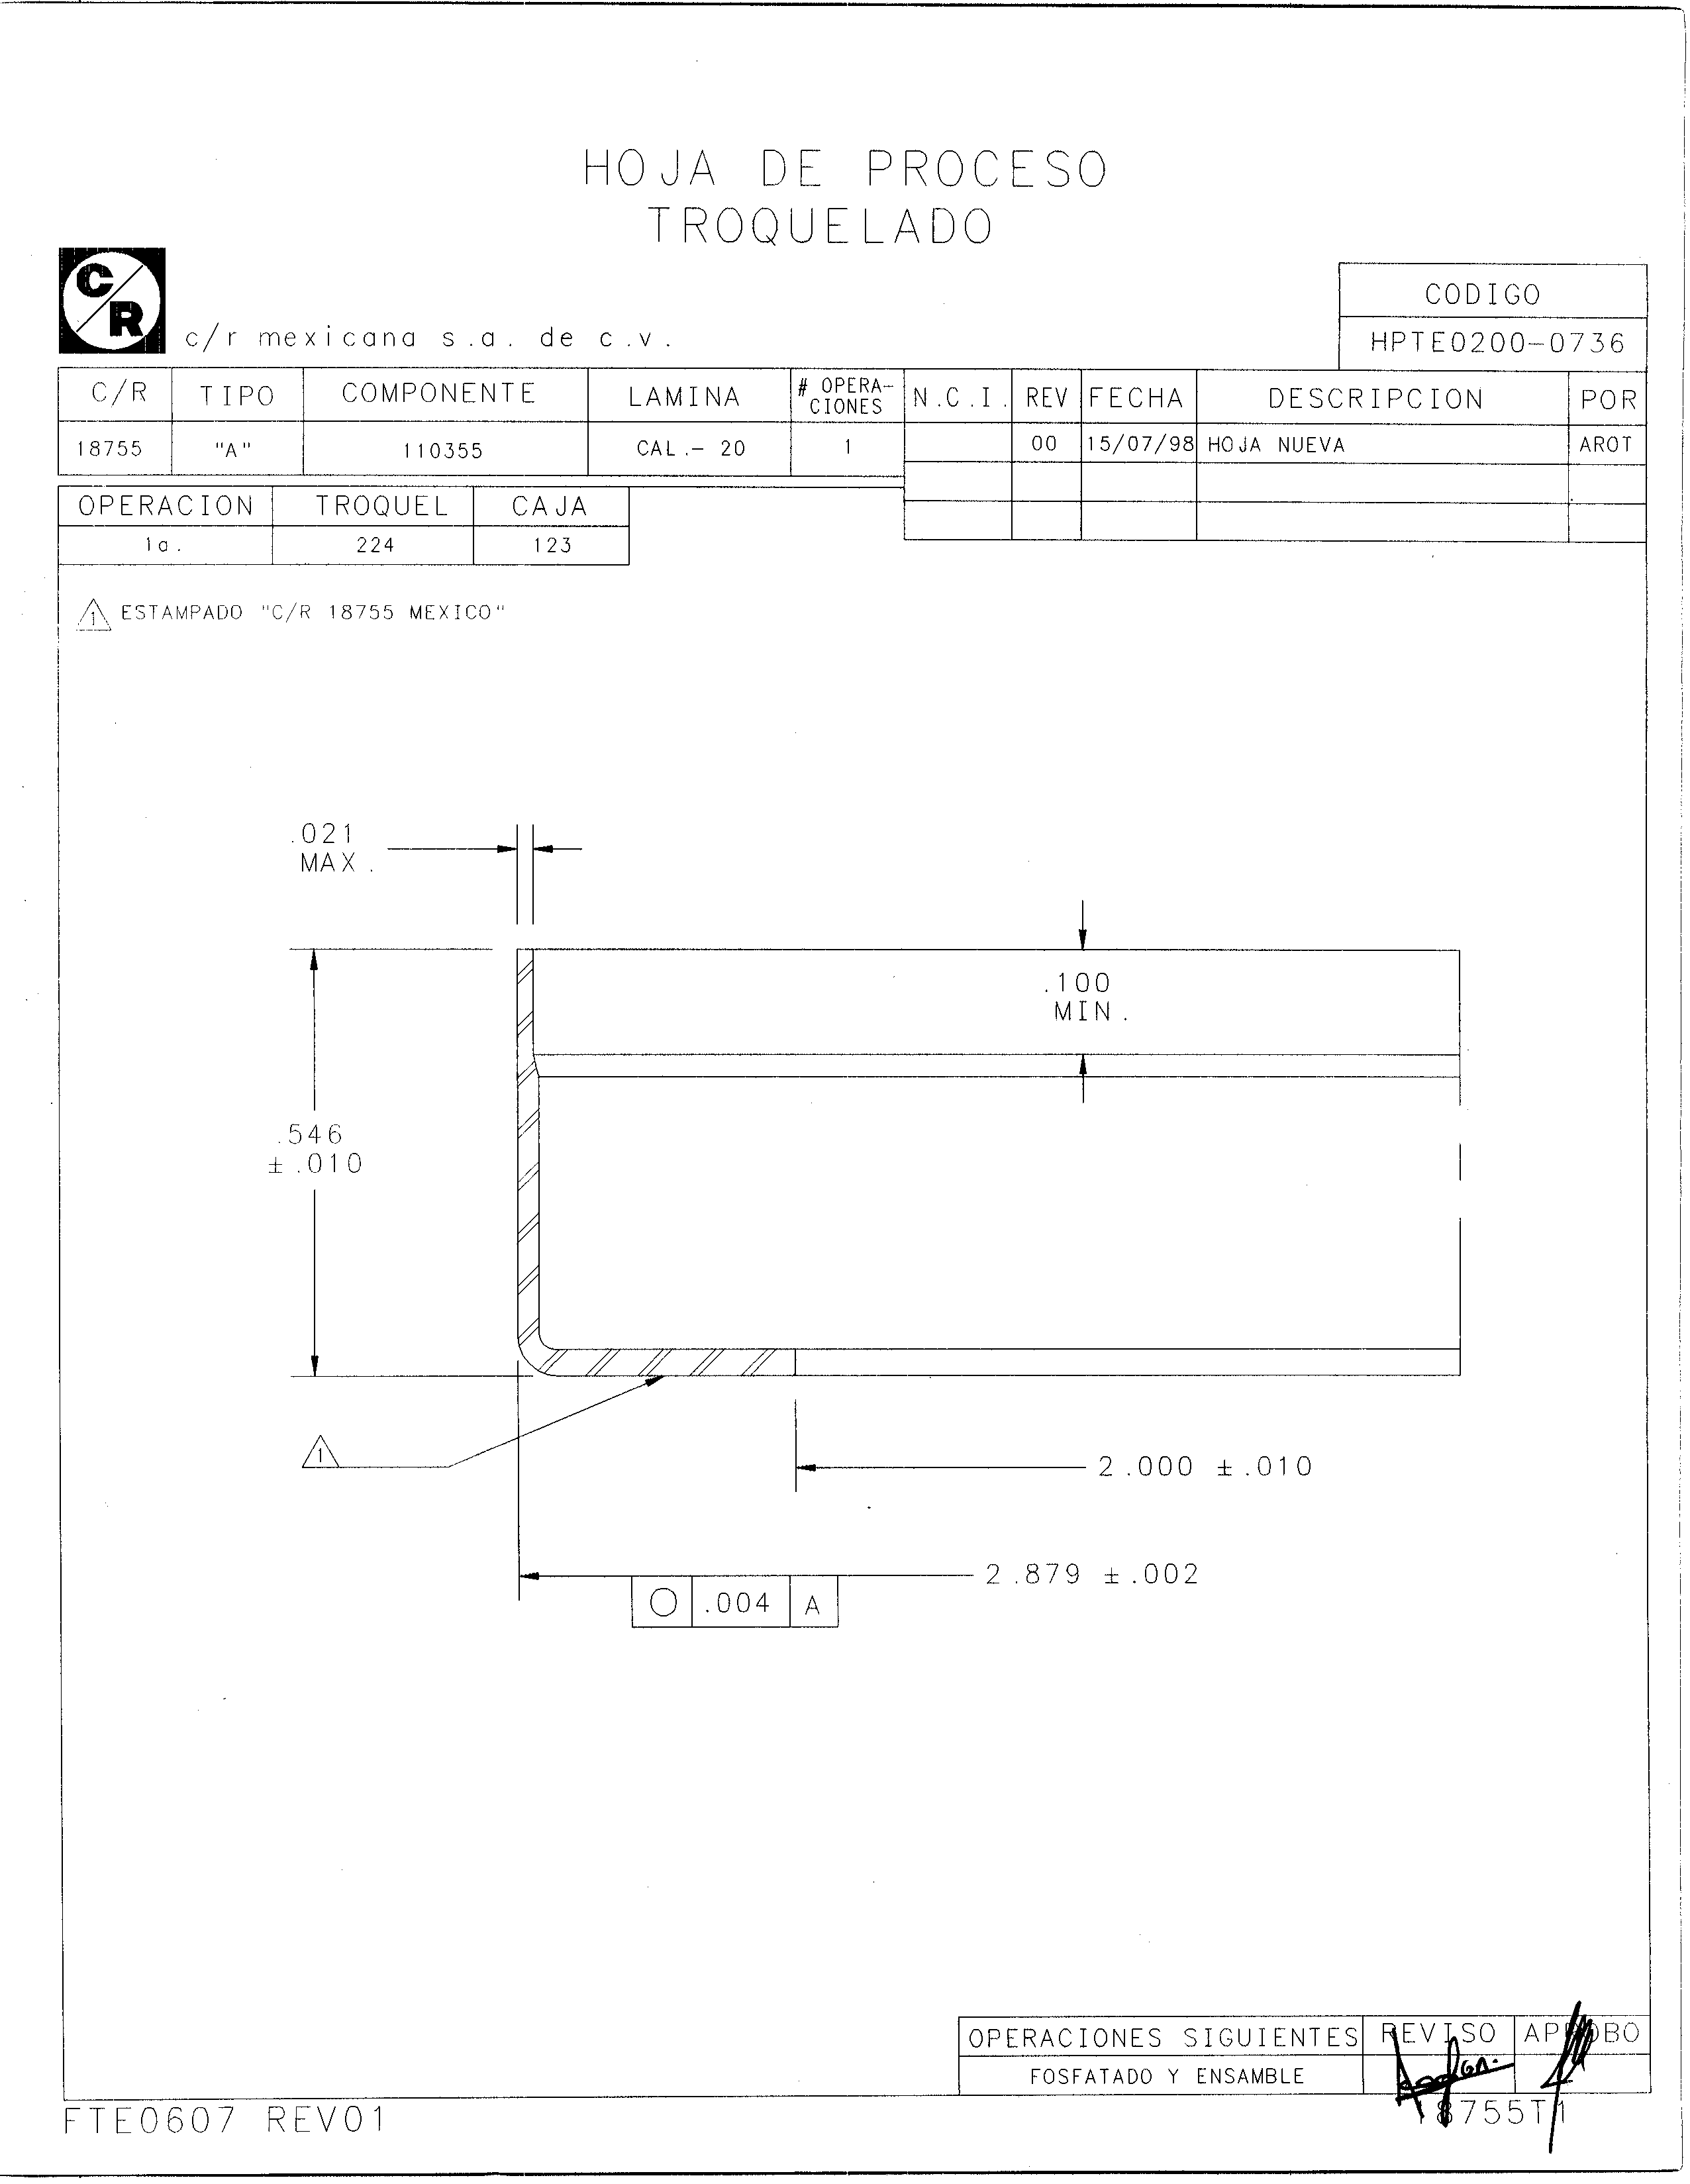 HOJA DE PROCESO
TROQUELADO
C/R
c/r mexicana s.a. de c.v.
CODIGO
HPTE0200-0736
C/R TIPO COMPONENTE LAMINA # OPERA-CIONES N.C.I. REV FECHA DESCRIPCION POR
18755 "A" 110355 CAL.- 20 1 00 15/07/98 HOJA NUEVA AROT
OPERACION TROQUEL CAJA
1a. 224 123
1 ESTAMPADO "C/R 18755 MEXICO"
.021
MAX.
.100
MIN.
.546
±.010
1
2.000 ±.010
2.879 ±.002
.004 A
OPERACIONES SIGUIENTES REVISO APROBO
FOSFATADO Y ENSAMBLE
FTE0607 REV01 18755T1